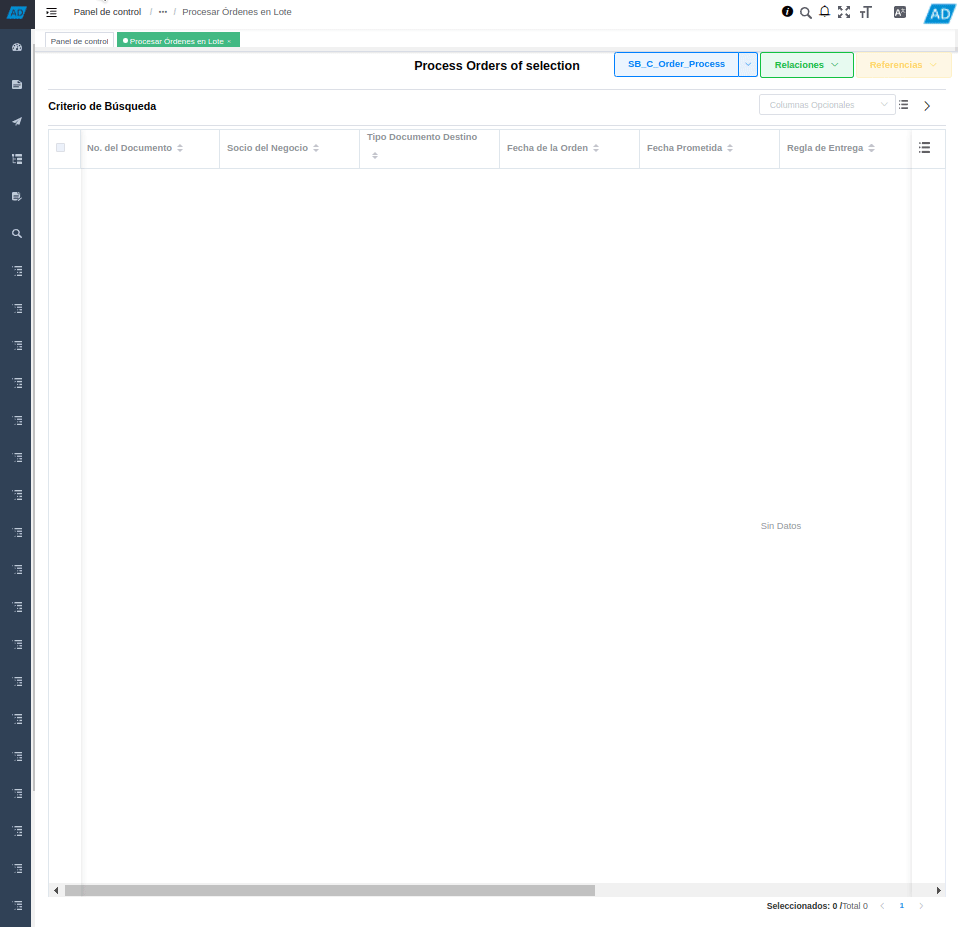 AD Panel de control / ••• / Procesar Órdenes en Lote AD
Panel de control Procesar Órdenes en Lote ×
Process Orders of selection SB_C_Order_Process Relaciones Referencias
Criterio de Búsqueda Columnas Opcionales
No. del Documento Socio del Negocio Tipo Documento Destino Fecha de la Orden Fecha Prometida Regla de Entrega
Sin Datos
Seleccionados: 0 /Total 0 1